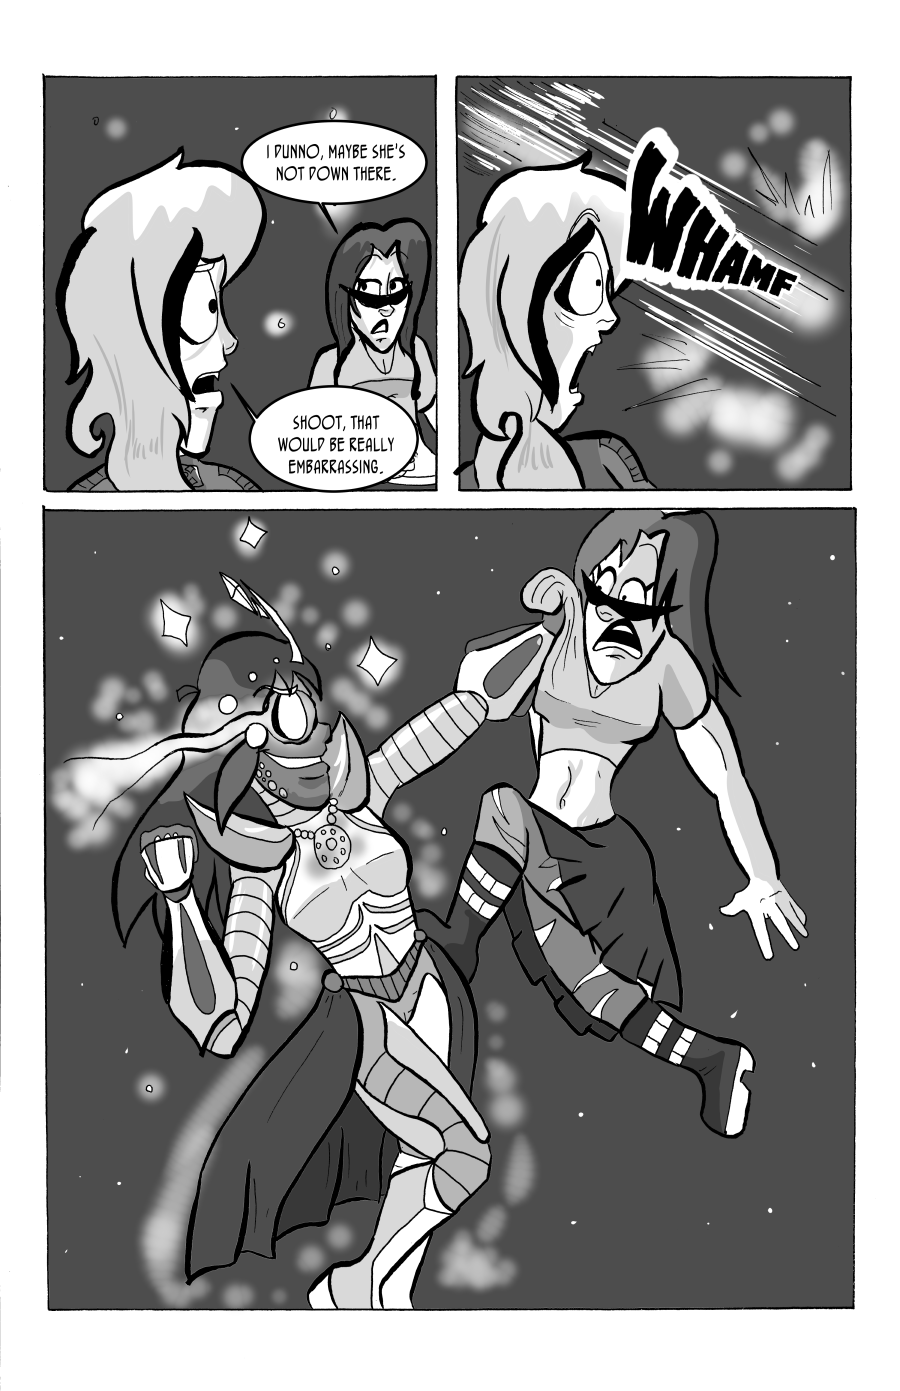 I DUNNO, MAYBE SHE'S
NOT DOWN THERE.
SHOOT, THAT
WOULD BE REALLY
EMBARRASSING.
WHAMF